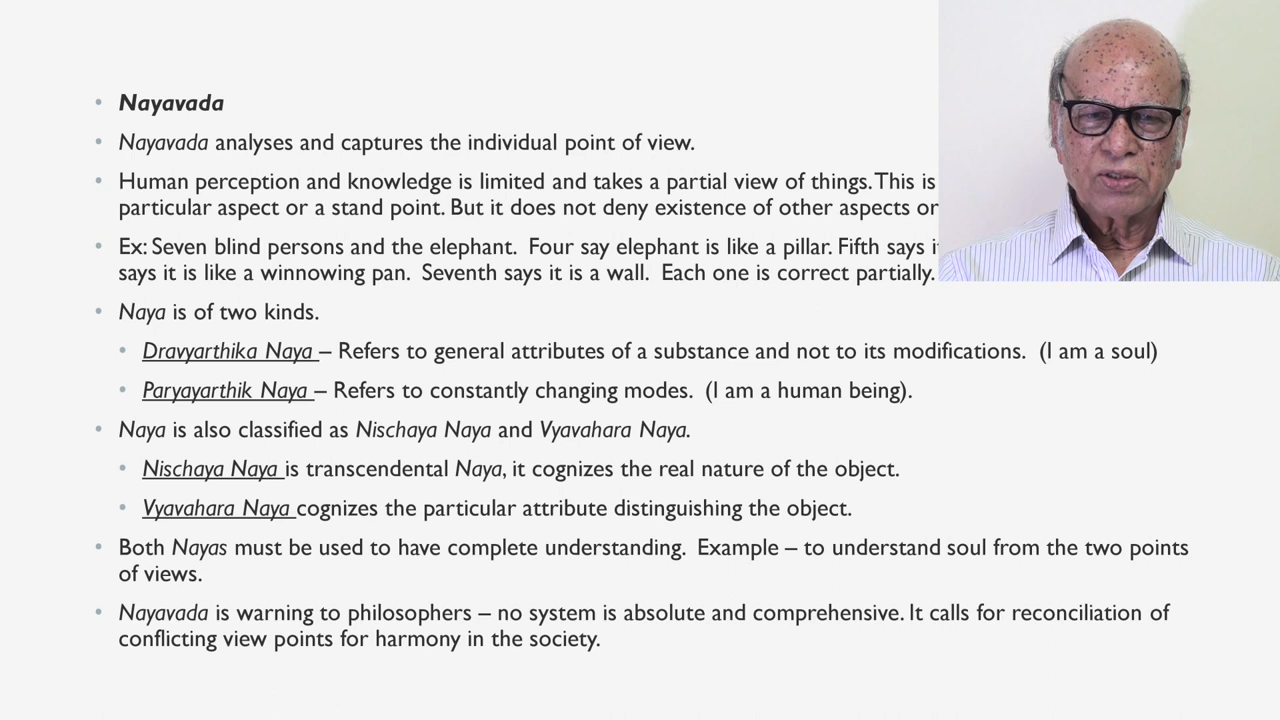 Nayavada
Nayavada analyses and captures the individual point of view.
Human perception and knowledge is limited and takes a partial view of things. This is
particular aspect or a stand point. But it does not deny existence of other aspects or
Ex: Seven blind persons and the elephant. Four say elephant is like a pillar. Fifth says
says it is like a winnowing pan. Seventh says it is a wall. Each one is correct partially.
Naya is of two kinds.
Dravyarthika Naya – Refers to general attributes of a substance and not to its modifications. (I am a soul)
Paryayarthik Naya – Refers to constantly changing modes. (I am a human being).
Naya is also classified as Nischaya Naya and Vyavahara Naya.
Nischaya Naya is transcendental Naya, it cognizes the real nature of the object.
Vyavahara Naya cognizes the particular attribute distinguishing the object.
Both Nayas must be used to have complete understanding. Example – to understand soul from the two points
of views.
Nayavada is warning to philosophers – no system is absolute and comprehensive. It calls for reconciliation of
conflicting view points for harmony in the society.